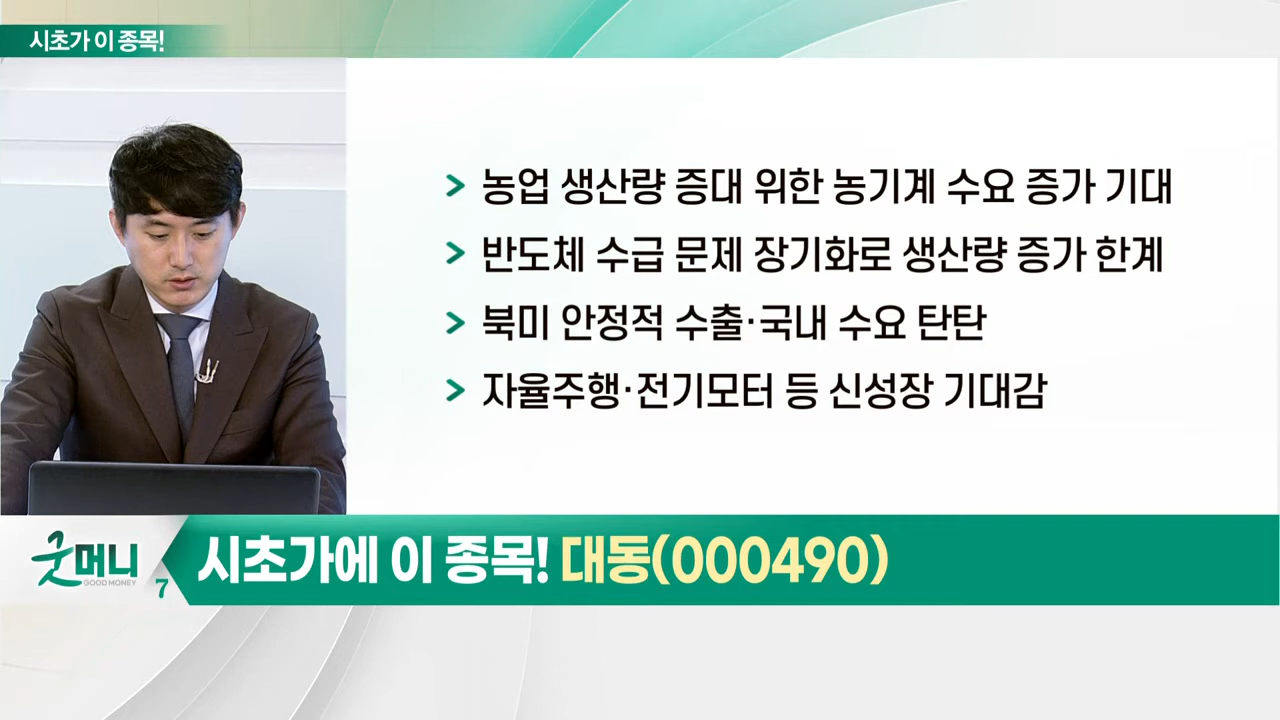 시초가 이 종목!
> 농업 생산량 증대 위한 농기계 수요 증가 기대
> 반도체 수급 문제 장기화로 생산량 증가 한계
> 북미 안정적 수출·국내 수요 탄탄
> 자율주행·전기모터 등 신성장 기대감
굿머니
GOOD MONEY
7
시초가에 이 종목! 대동(000490)